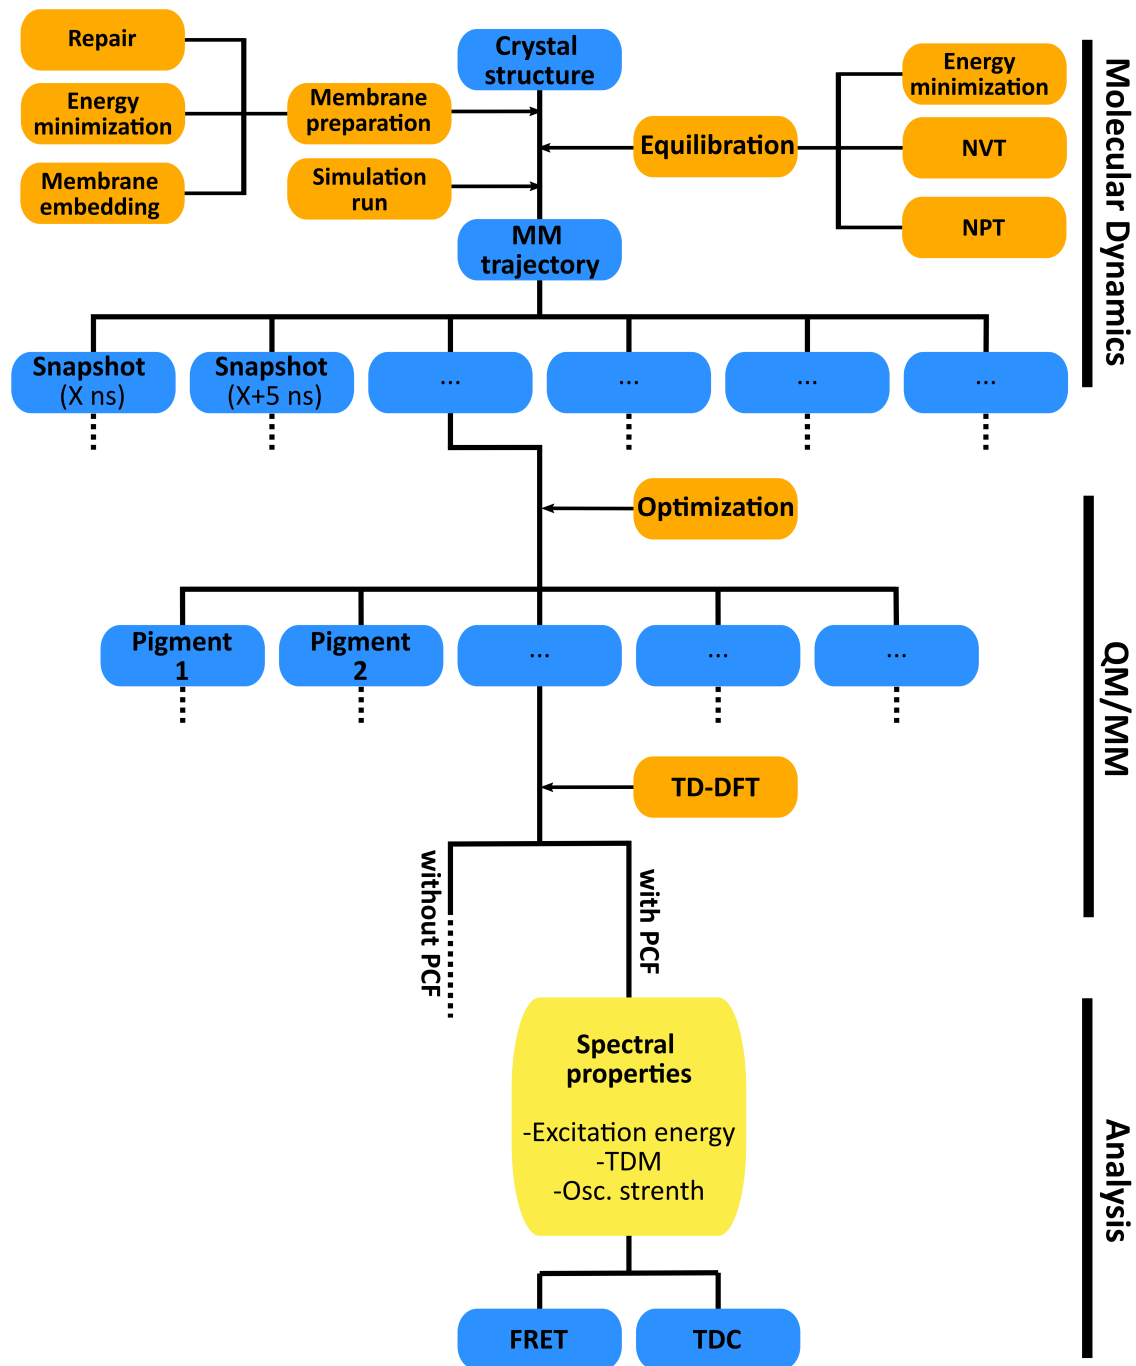 Repair
Energy
minimization
Membrane
embedding
Membrane
preparation
Simulation
run
Crystal
structure
Equilibration
Energy
minimization
NVT
NPT
MM
trajectory
Molecular Dynamics
Snapshot
(X ns)
Snapshot
(X+5 ns)
...
...
...
...
Optimization
Pigment
1
Pigment
2
...
...
...
QM/MM
TD-DFT
without PCF
with PCF
Spectral
properties
-Excitation energy
-TDM
-Osc. strenth
Analysis
FRET
TDC